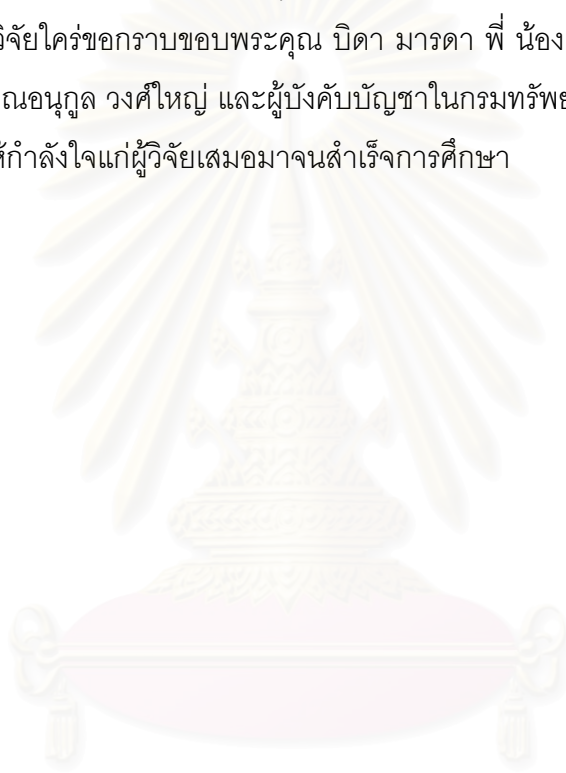 วิจัยใคร่ขอกราบขอบพระคุณ บิดา มารดา พี่ น้อง
ณอนุกูล วงศ์ใหญ่ และผู้บังคับบัญชาในกรมทรัพย
ห้กำลังใจแก่ผู้วิจัยเสมอมาจนสำเร็จการศึกษา